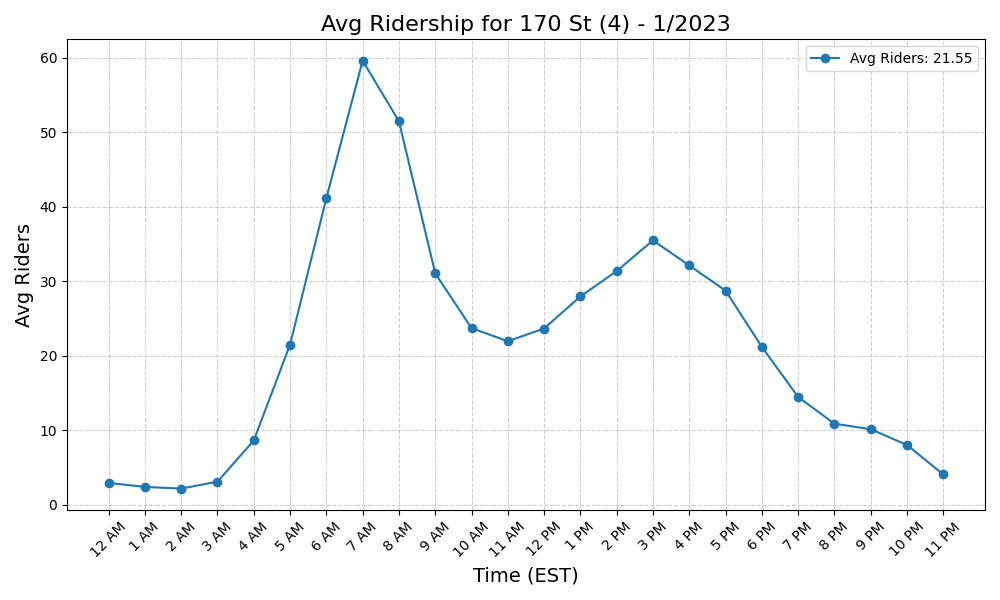 Avg Ridership for 170 St (4) - 1/2023
Avg Riders: 21.55
60
50
40
30
20
10
0
Avg Riders
12 AM
1 AM
2 AM
3 AM
4 AM
5 AM
6 AM
7 AM
8 AM
9 AM
10 AM
11 AM
12 PM
1 PM
2 PM
3 PM
4 PM
5 PM
6 PM
7 PM
8 PM
9 PM
10 PM
11 PM
Time (EST)